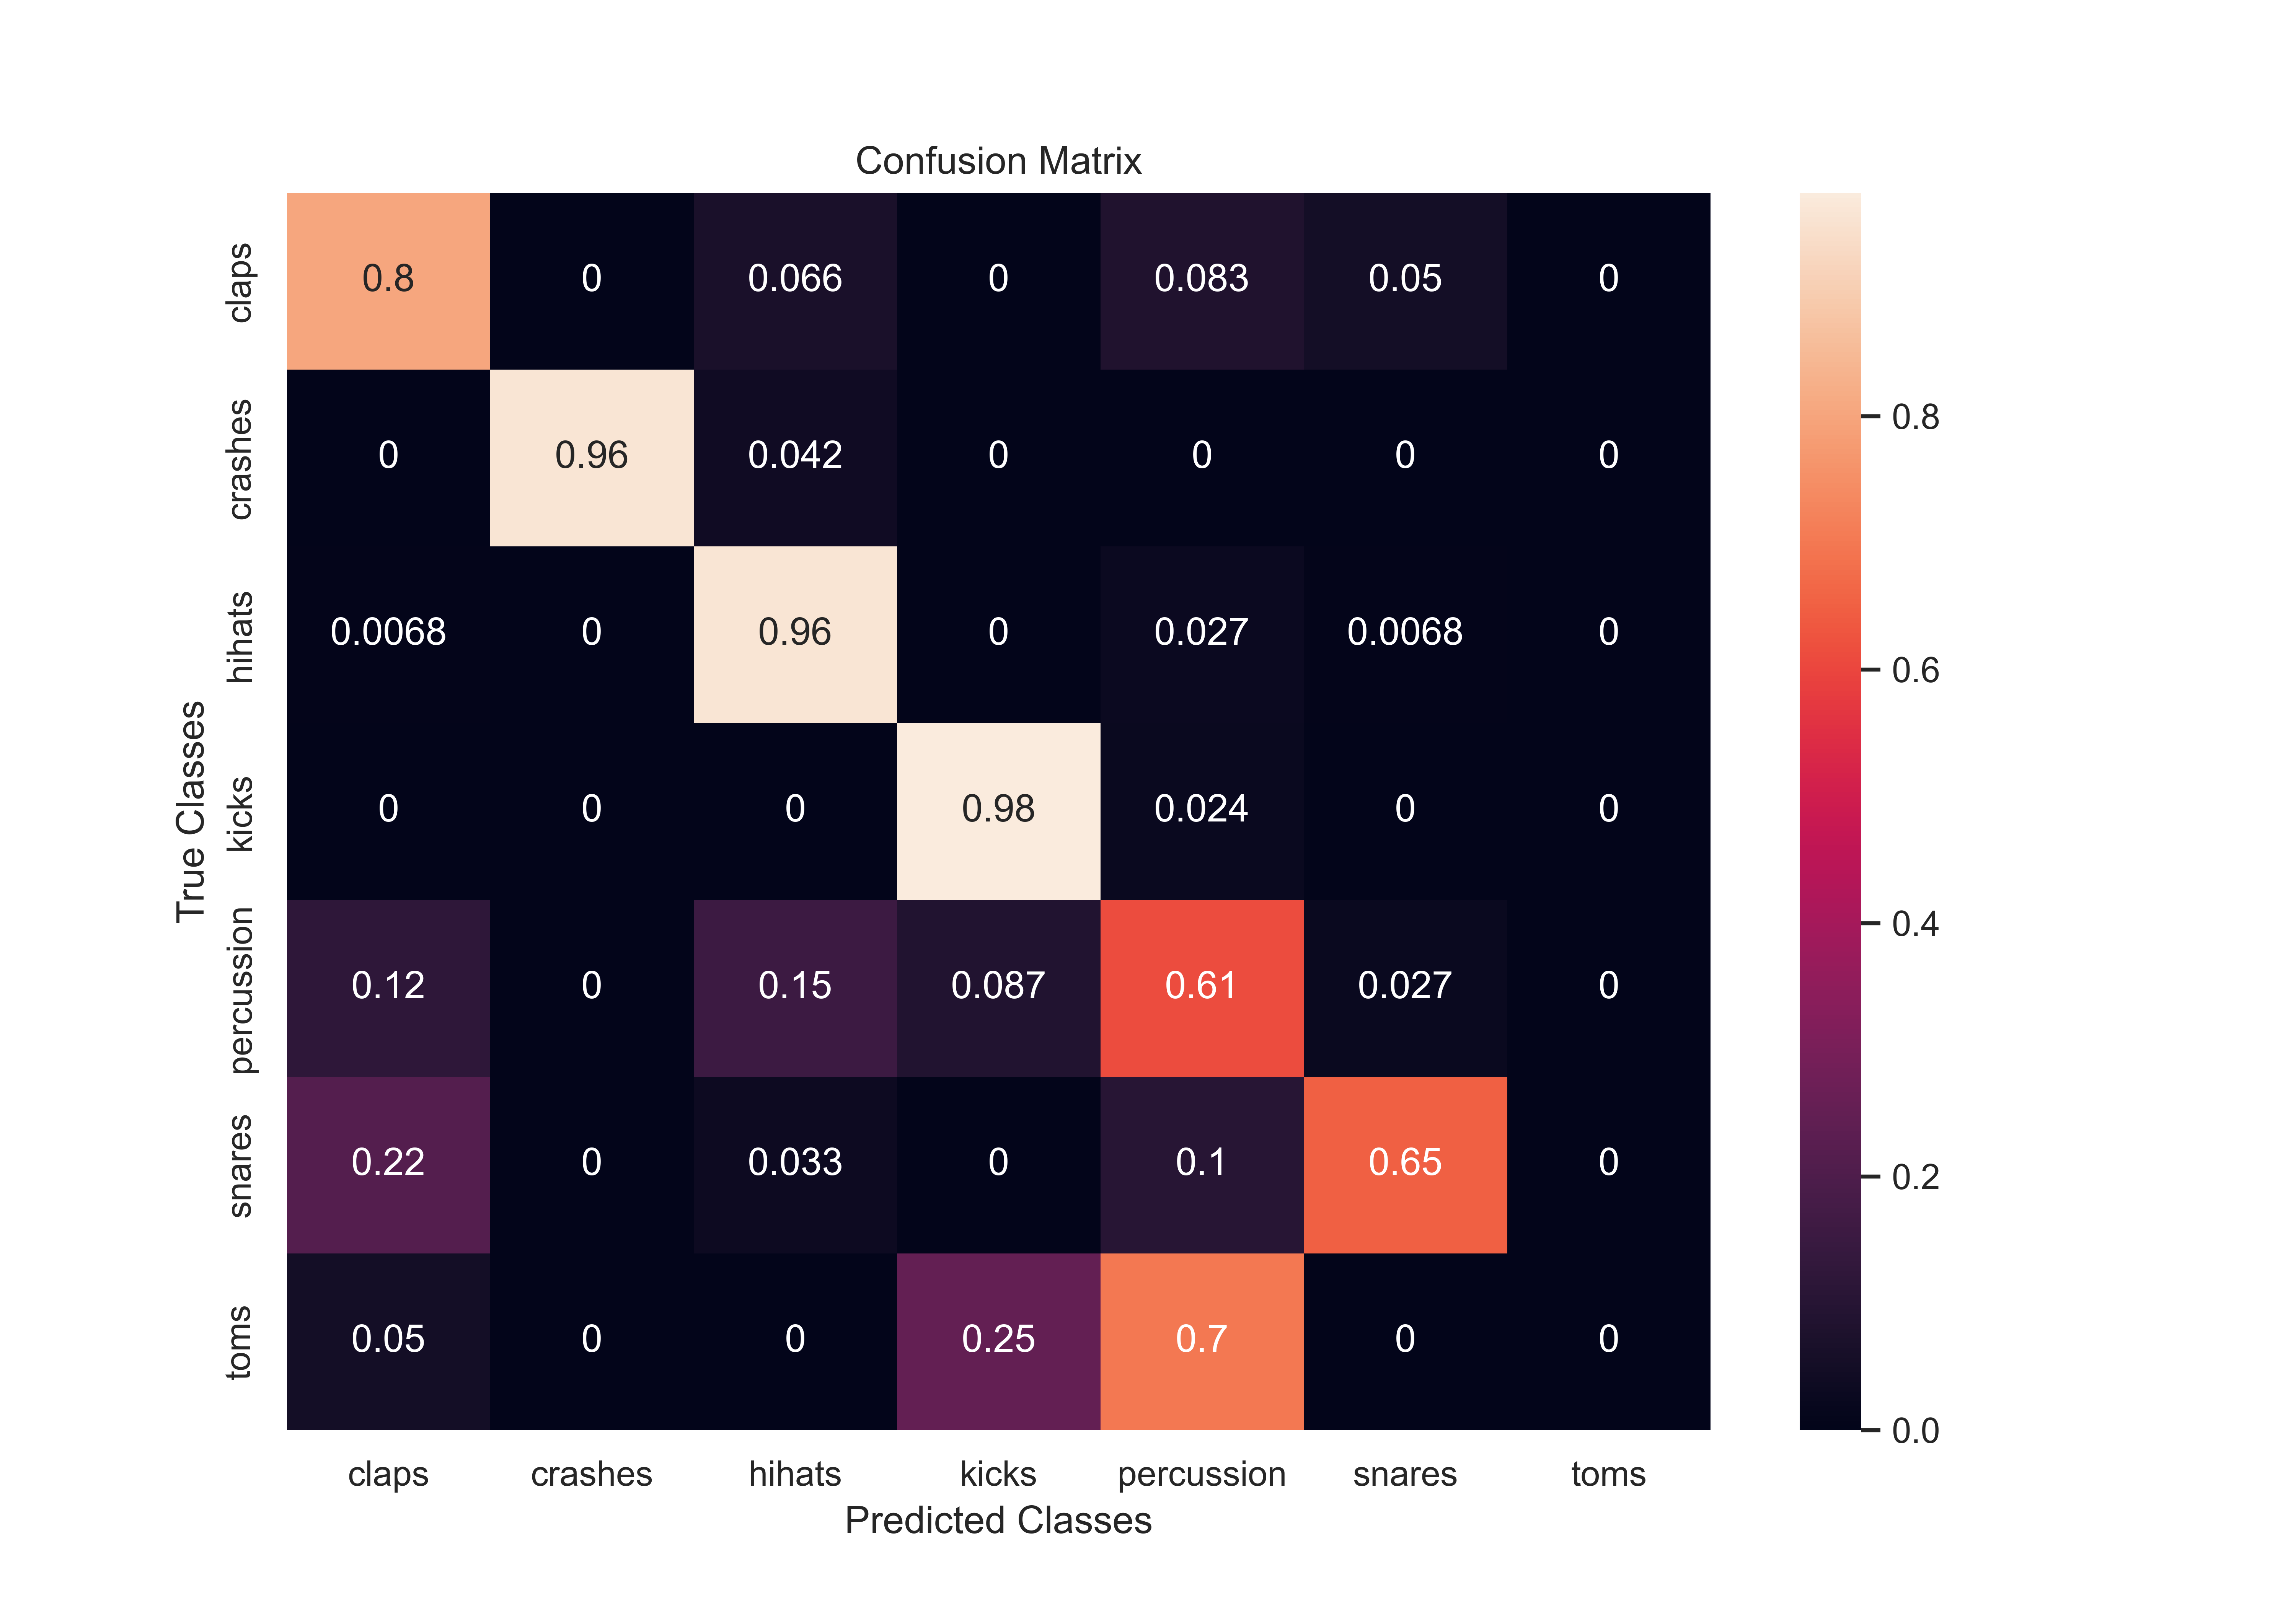 Confusion Matrix
claps 0.8 0 0.066 0 0.083 0.05 0
crashes 0 0.96 0.042 0 0 0 0
hihats 0.0068 0 0.96 0 0.027 0.0068 0
kicks 0 0 0 0.98 0.024 0 0
percussion 0.12 0 0.15 0.087 0.61 0.027 0
snares 0.22 0 0.033 0 0.1 0.65 0
toms 0.05 0 0 0.25 0.7 0 0
claps crashes hihats kicks percussion snares toms
Predicted Classes
True Classes
0.8
0.6
0.4
0.2
0.0